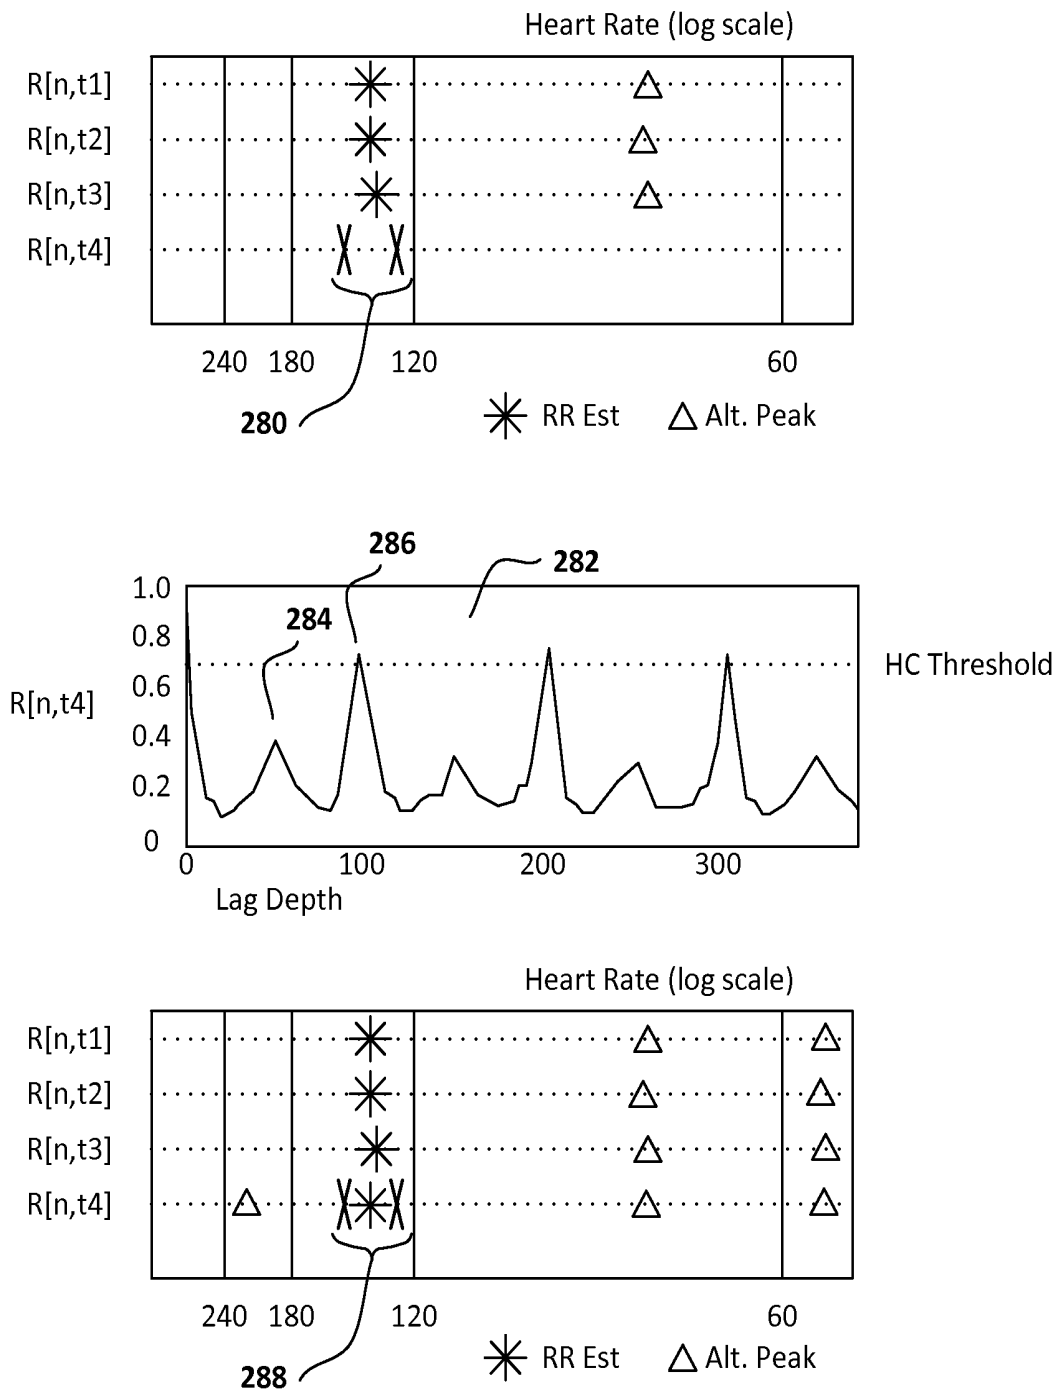 Heart Rate (log scale)
R[n,t1]
R[n,t2]
R[n,t3]
R[n,t4]
240 180 120 60
280
RR Est Alt. Peak
286
282
284
1.0
0.8
0.6
0.4
0.2
0
R[n,t4]
HC Threshold
0 100 200 300
Lag Depth
Heart Rate (log scale)
R[n,t1]
R[n,t2]
R[n,t3]
R[n,t4]
240 180 120 60
288
RR Est Alt. Peak